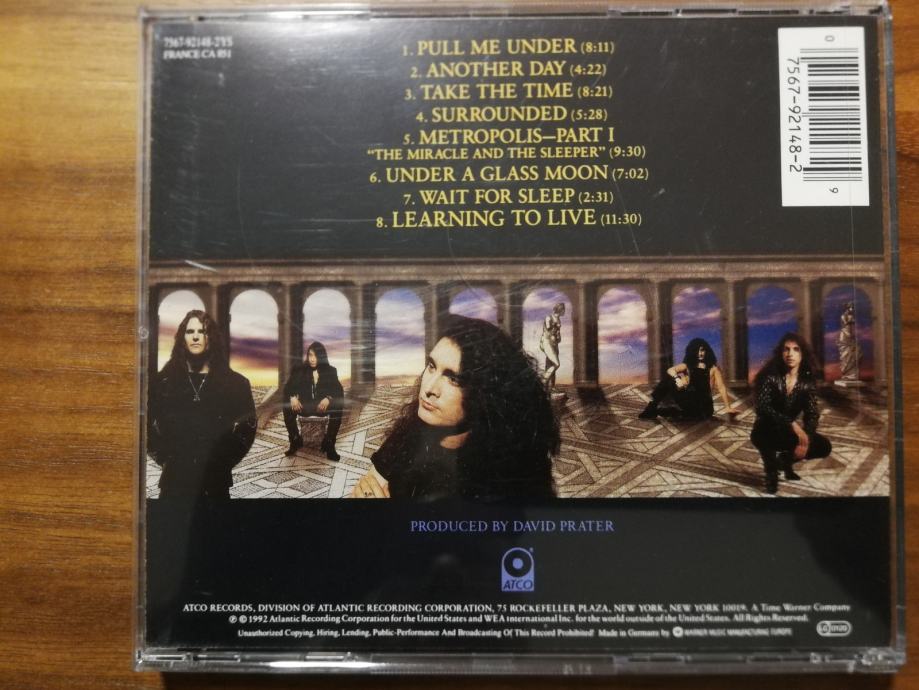 7567-92148-2 YS
FRANCE: CA 851
1. PULL ME UNDER (8:11)
2. ANOTHER DAY (4:22)
3. TAKE THE TIME (8:21)
4. SURROUNDED (5:28)
5. METROPOLIS—PART I
“THE MIRACLE AND THE SLEEPER” (9:30)
6. UNDER A GLASS MOON (7:02)
7. WAIT FOR SLEEP (2:31)
8. LEARNING TO LIVE (11:30)
0 7567-92148-2 9
PRODUCED BY DAVID PRATER
ATCO
ATCO RECORDS, DIVISION OF ATLANTIC RECORDING CORPORATION, 75 ROCKEFELLER PLAZA, NEW YORK, NEW YORK 10019. A Time Warner Company
℗ © 1992 Atlantic Recording Corporation for the United States and WEA International Inc. for the world outside of the United States. All Rights Reserved.
Unauthorized Copying, Hiring, Lending, Public-Performance And Broadcasting Of This Record Prohibited! Made in Germany by WARNER MUSIC MANUFACTURING EUROPE